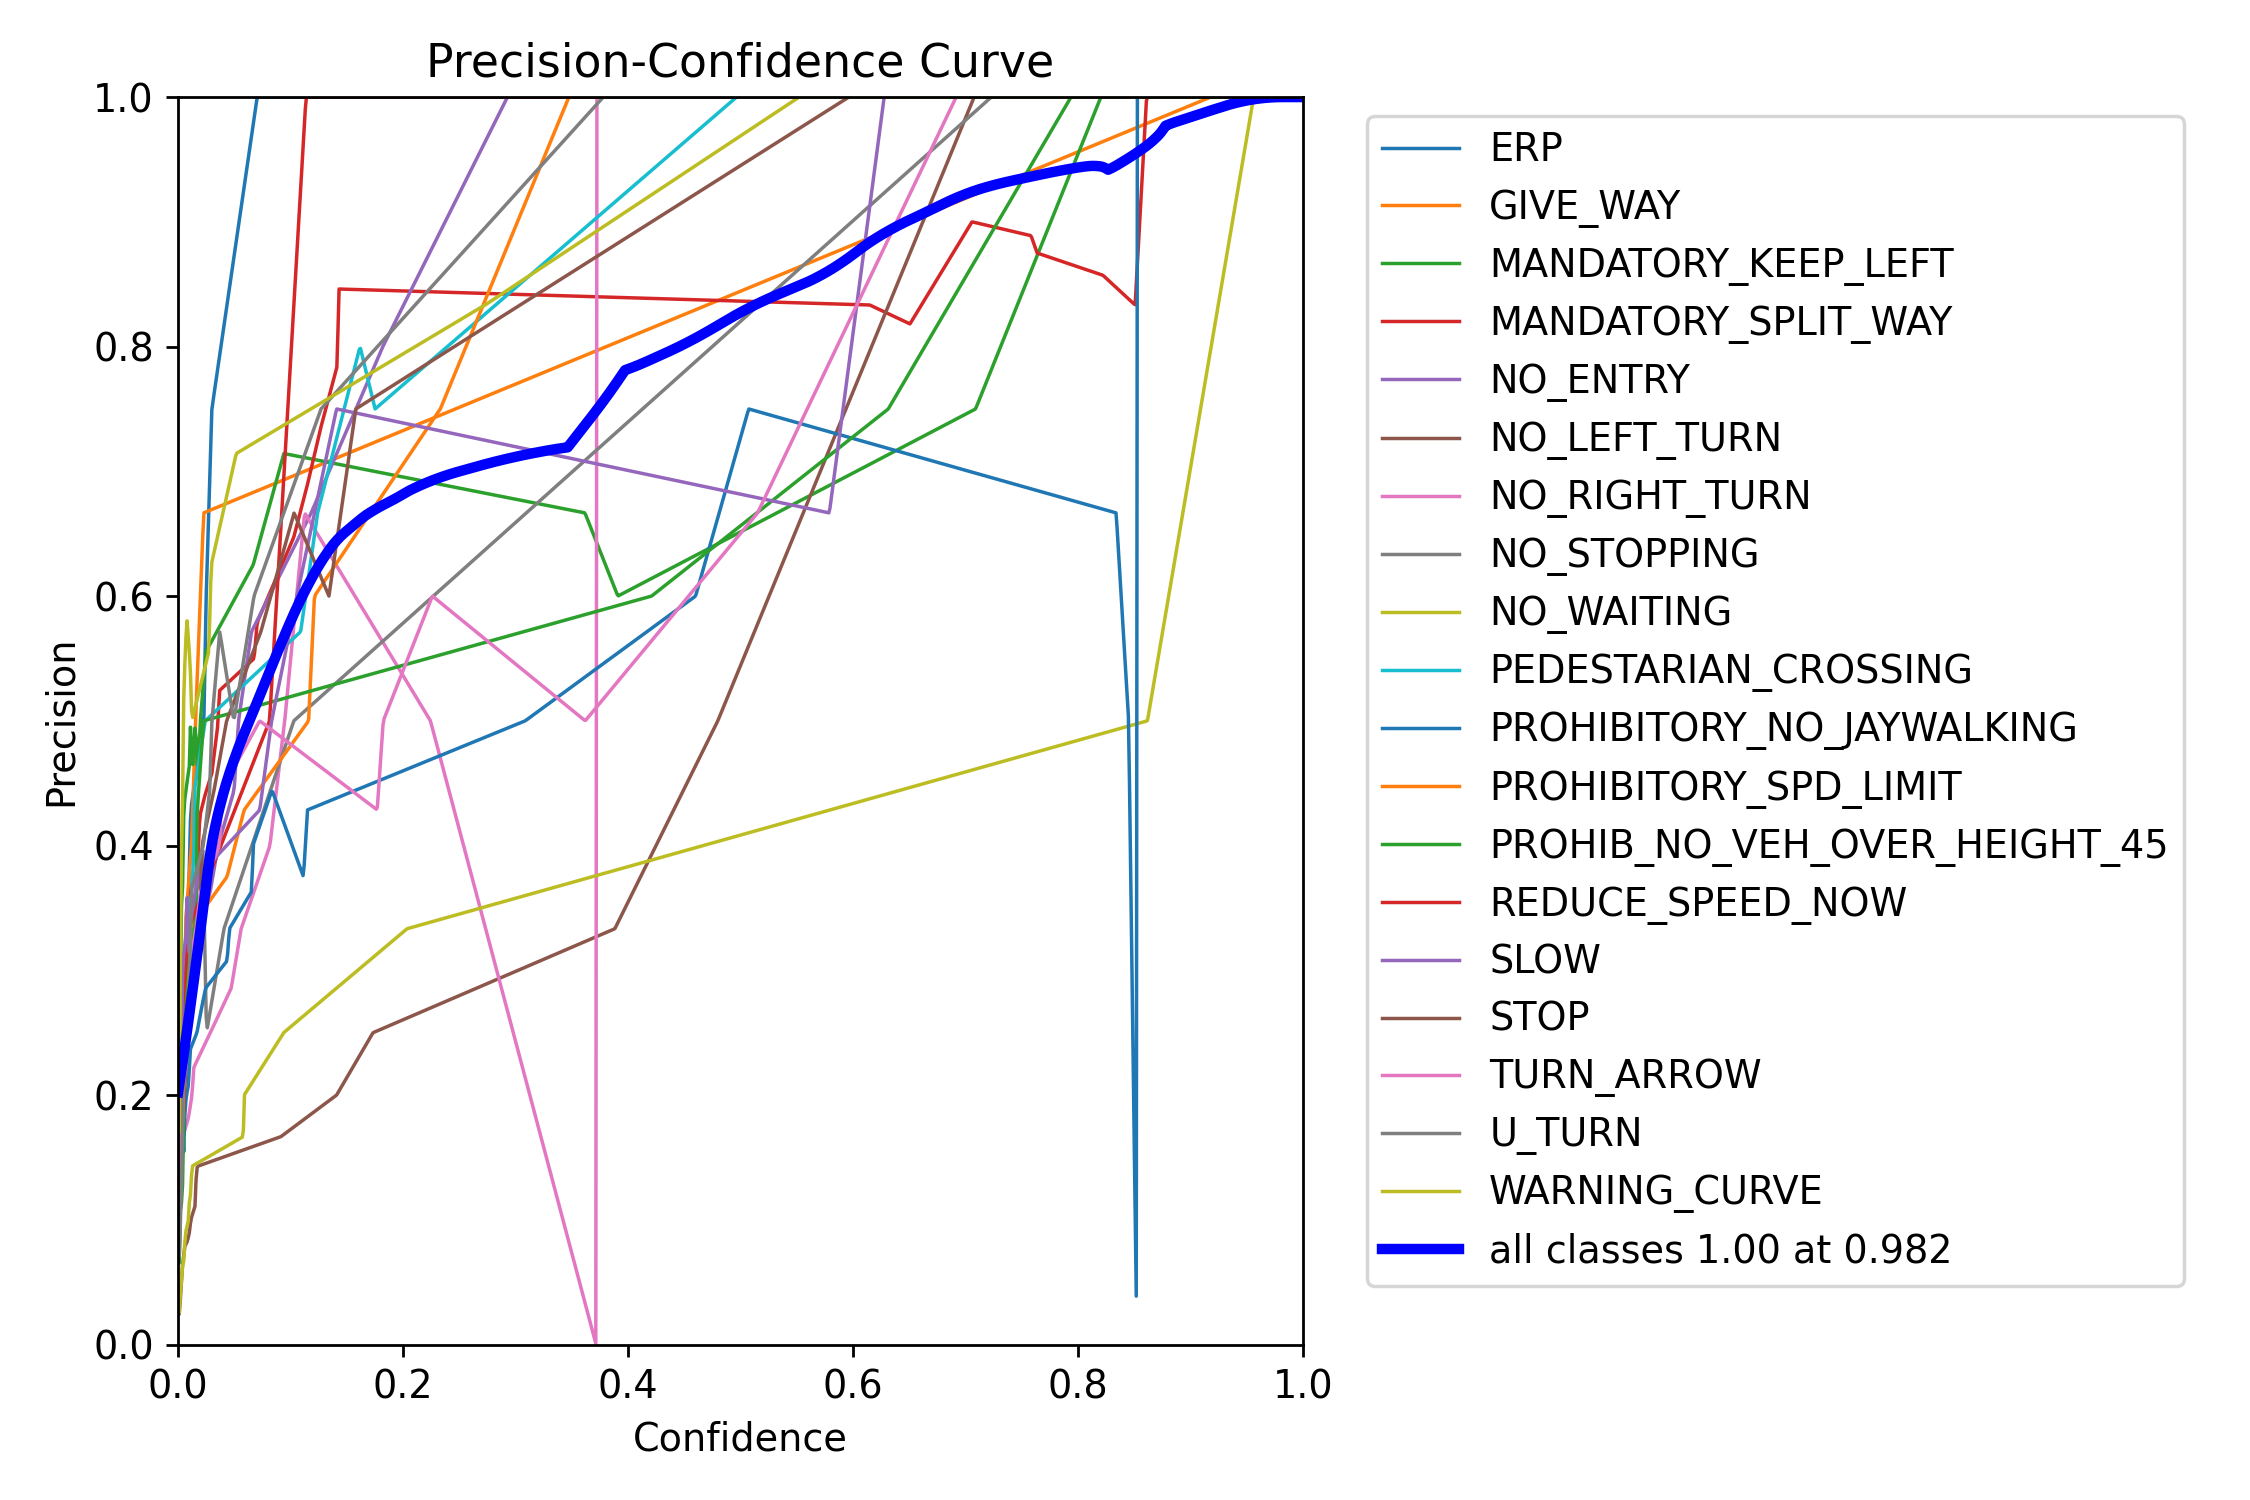 Precision-Confidence Curve
1.0
0.8
0.6
0.4
0.2
0.0
Precision
0.0 0.2 0.4 0.6 0.8 1.0
Confidence
ERP
GIVE_WAY
MANDATORY_KEEP_LEFT
MANDATORY_SPLIT_WAY
NO_ENTRY
NO_LEFT_TURN
NO_RIGHT_TURN
NO_STOPPING
NO_WAITING
PEDESTARIAN_CROSSING
PROHIBITORY_NO_JAYWALKING
PROHIBITORY_SPD_LIMIT
PROHIB_NO_VEH_OVER_HEIGHT_45
REDUCE_SPEED_NOW
SLOW
STOP
TURN_ARROW
U_TURN
WARNING_CURVE
all classes 1.00 at 0.982